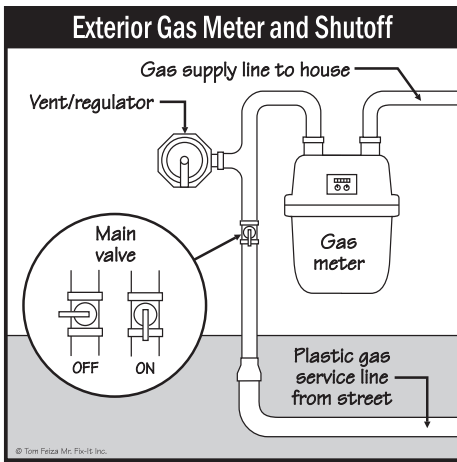 Exterior Gas Meter and Shutoff
Gas supply line to house
Vent/regulator
Main
valve
OFF
ON
Gas
meter
Plastic gas
service line
from street
© Tom Feiza Mr. Fix-It Inc.